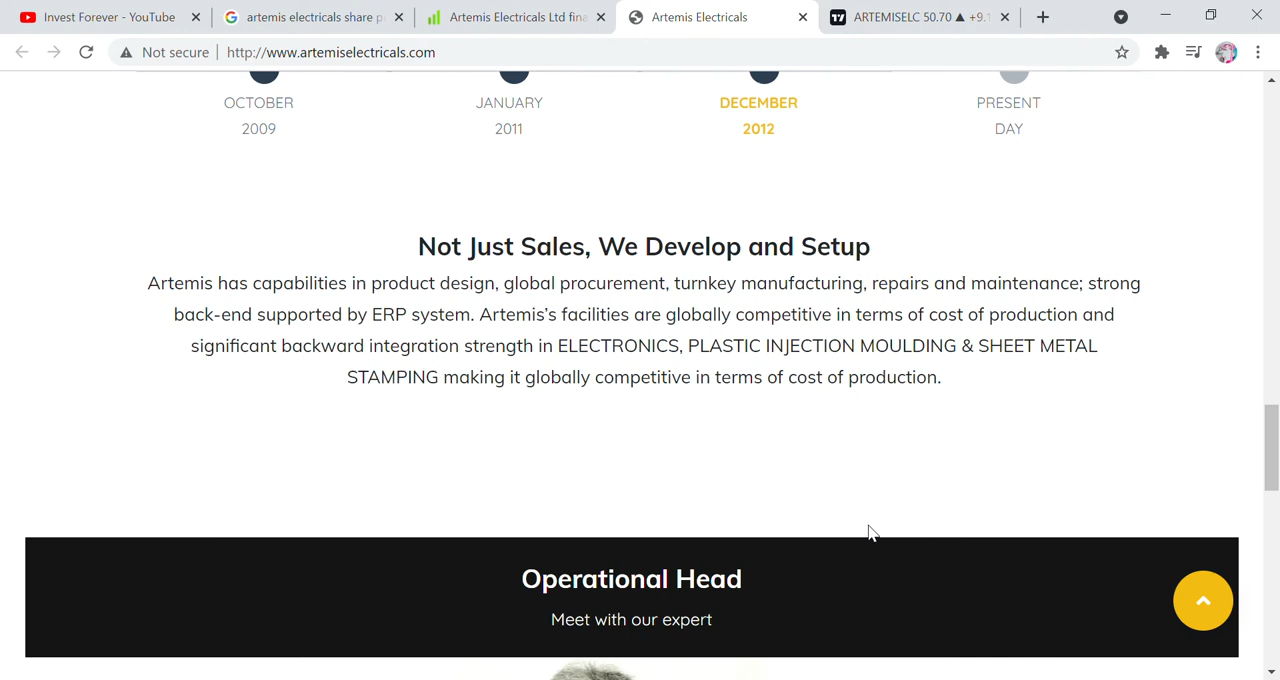 Invest Forever - YouTube
artemis electricals share p
Artemis Electricals Ltd fina
Artemis Electricals
ARTEMISELC 50.70 ▲ +9.1
Not secure
http://www.artemiselectricals.com
OCTOBER
2009
JANUARY
2011
DECEMBER
2012
PRESENT
DAY
Not Just Sales, We Develop and Setup
Artemis has capabilities in product design, global procurement, turnkey manufacturing, repairs and maintenance; strong
back-end supported by ERP system. Artemis’s facilities are globally competitive in terms of cost of production and
significant backward integration strength in ELECTRONICS, PLASTIC INJECTION MOULDING & SHEET METAL
STAMPING making it globally competitive in terms of cost of production.
Operational Head
Meet with our expert